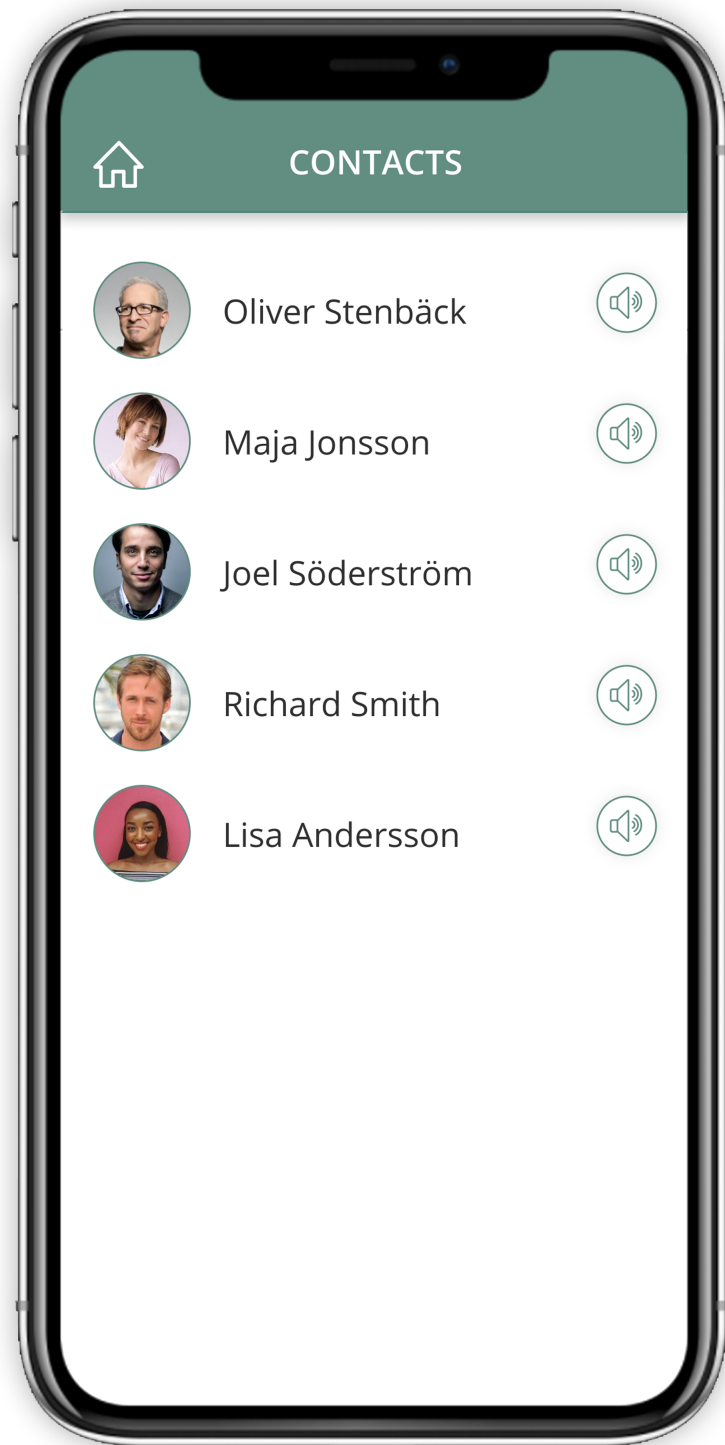 CONTACTS
Oliver Stenbäck
Maja Jonsson
Joel Söderström
Richard Smith
Lisa Andersson